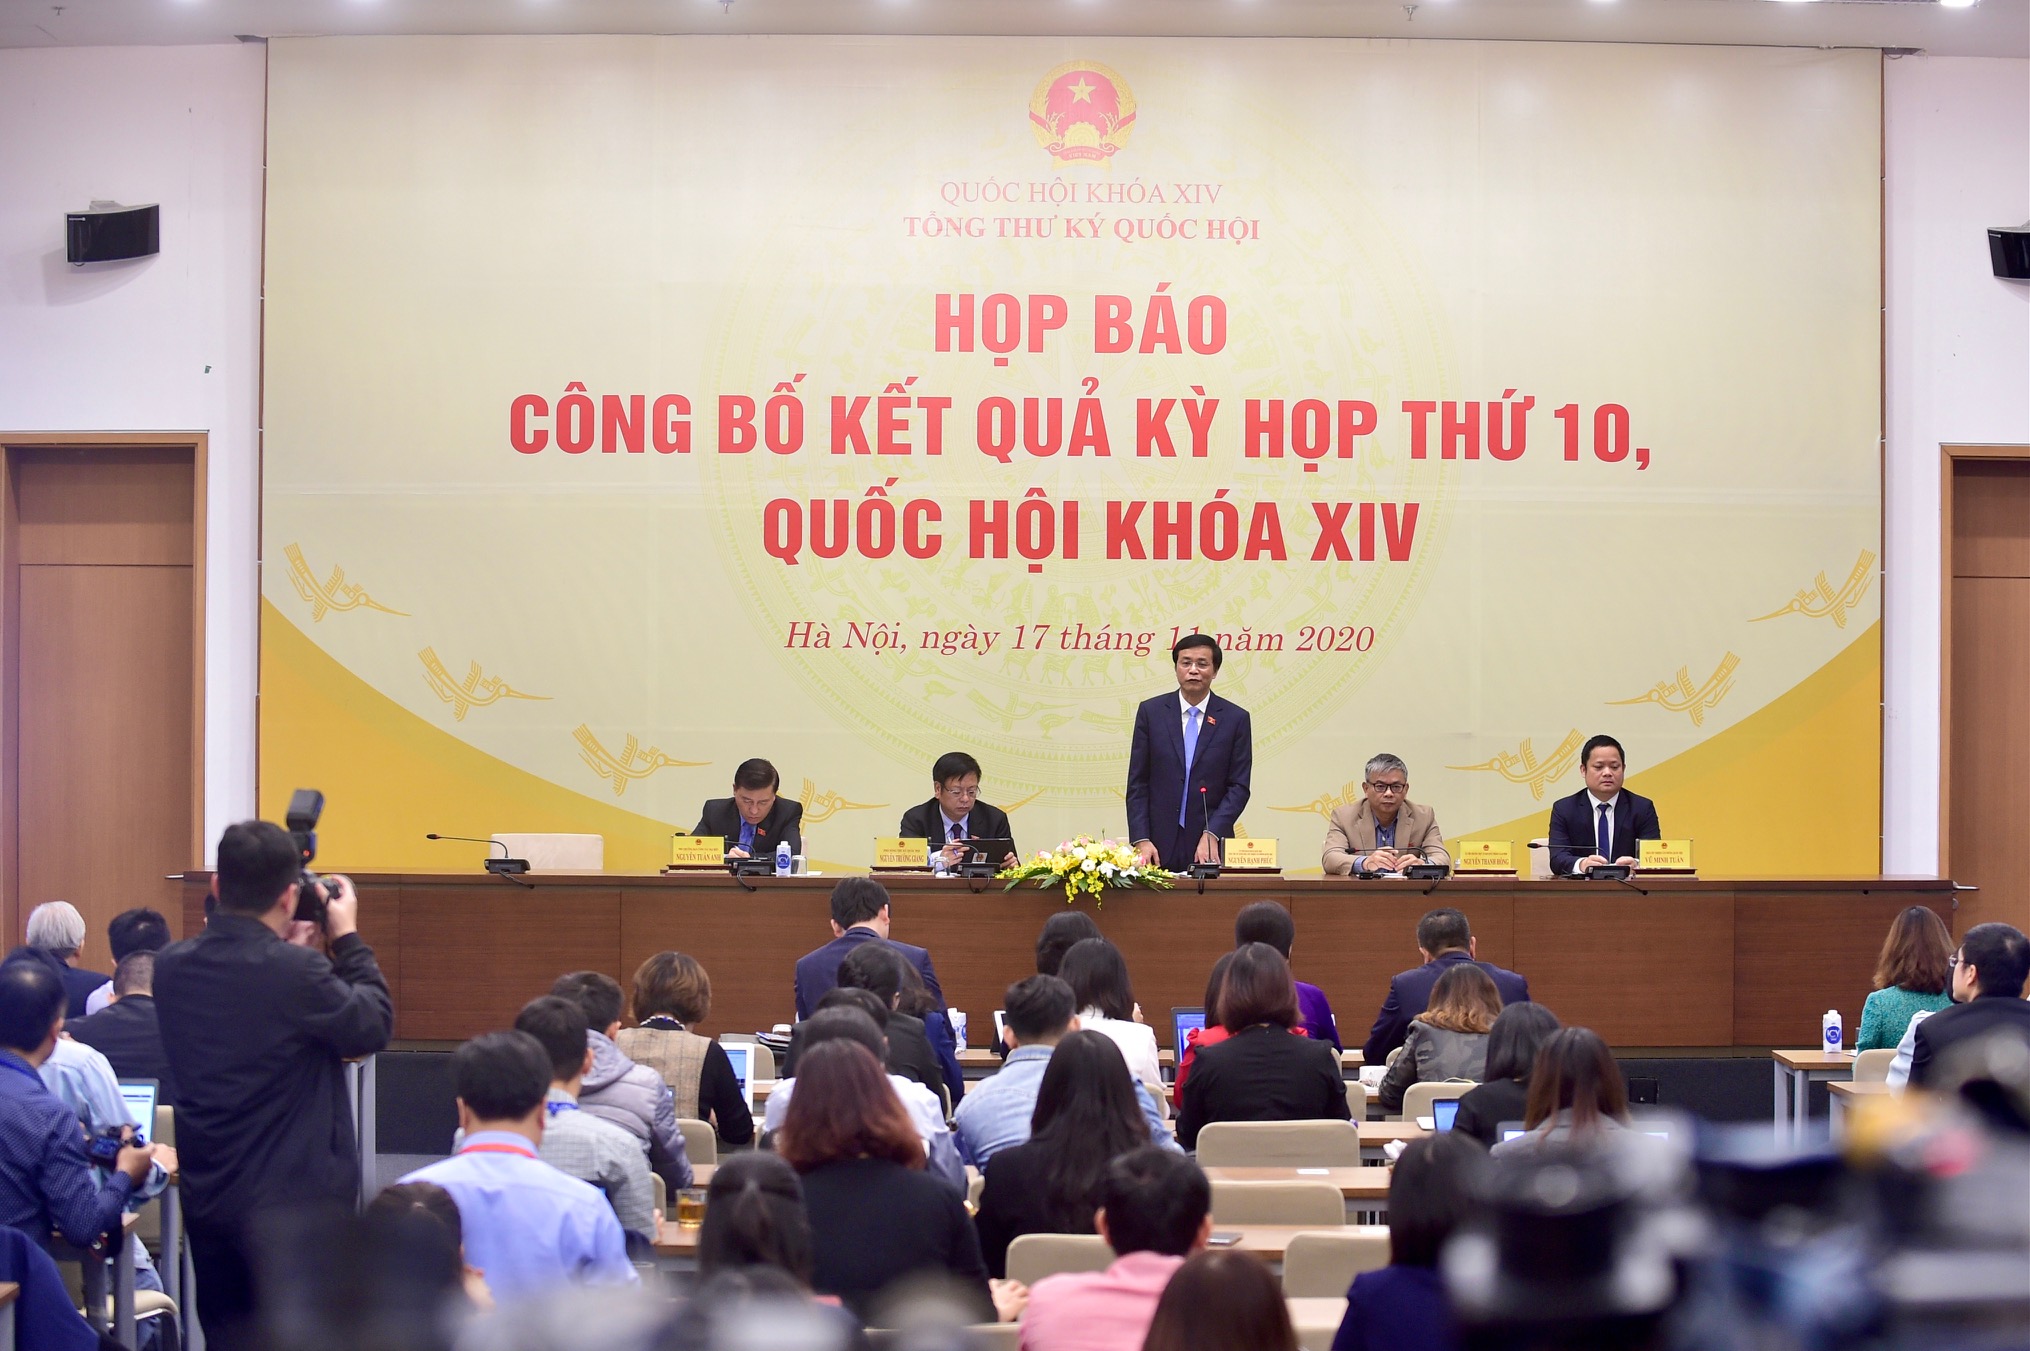 VIỆT NAM
QUỐC HỘI KHÓA XIV
TỔNG THƯ KÝ QUỐC HỘI
HỌP BÁO
CÔNG BỐ KẾT QUẢ KỲ HỌP THỨ 10,
QUỐC HỘI KHÓA XIV
Hà Nội, ngày 17 tháng 11 năm 2020
NGUYỄN TUẤN ANH
NGUYỄN TRƯỜNG GIANG
NGUYỄN HẠNH PHÚC
NGUYỄN THANH HỒNG
VŨ MINH TUẤN